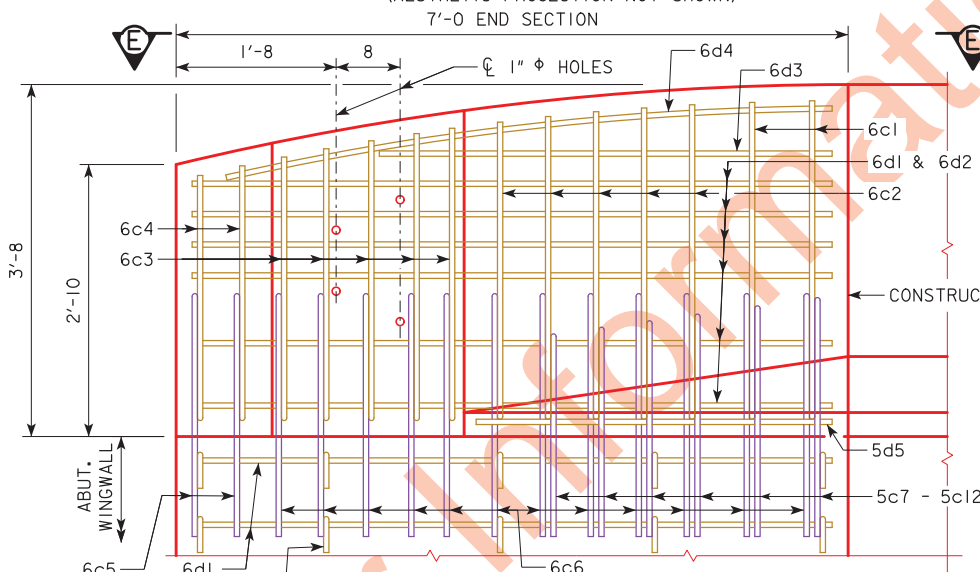 7'-0 END SECTION
E
E
1'-8
8
℄ 1" Φ HOLES
6d4
6d3
6c1
6d1 & 6d2
6c2
6c4
6c3
3'-8
2'-10
CONSTRUC
ABUT.
WINGWALL
5d5
5c7 - 5c12
6c5
6d1
6c6
Informatu
s